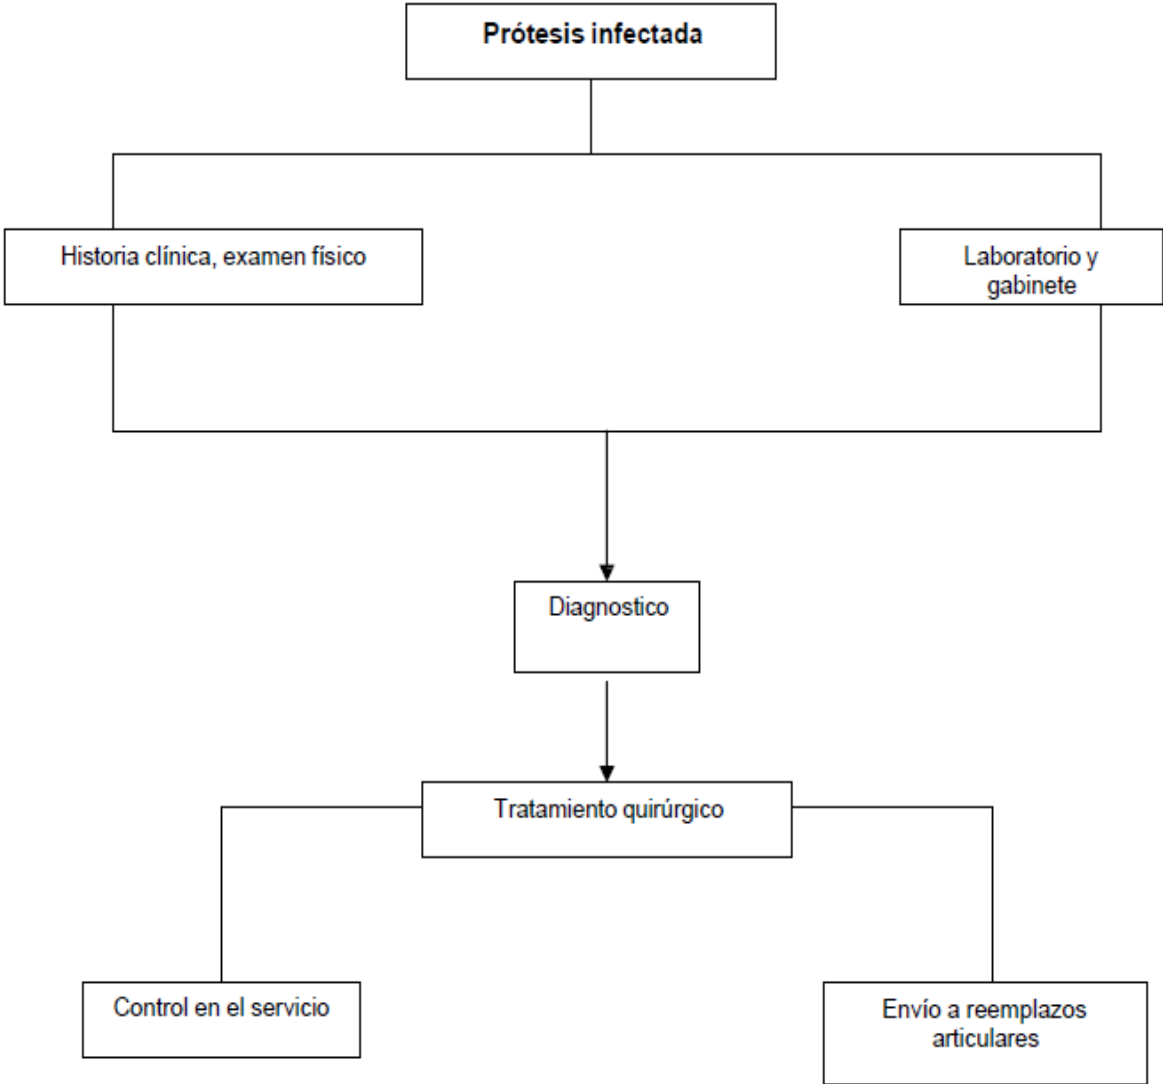 Prótesis infectada
Historia clínica, examen físico
Laboratorio y
gabinete
Diagnostico
Tratamiento quirúrgico
Control en el servicio
Envío a reemplazos
articulares